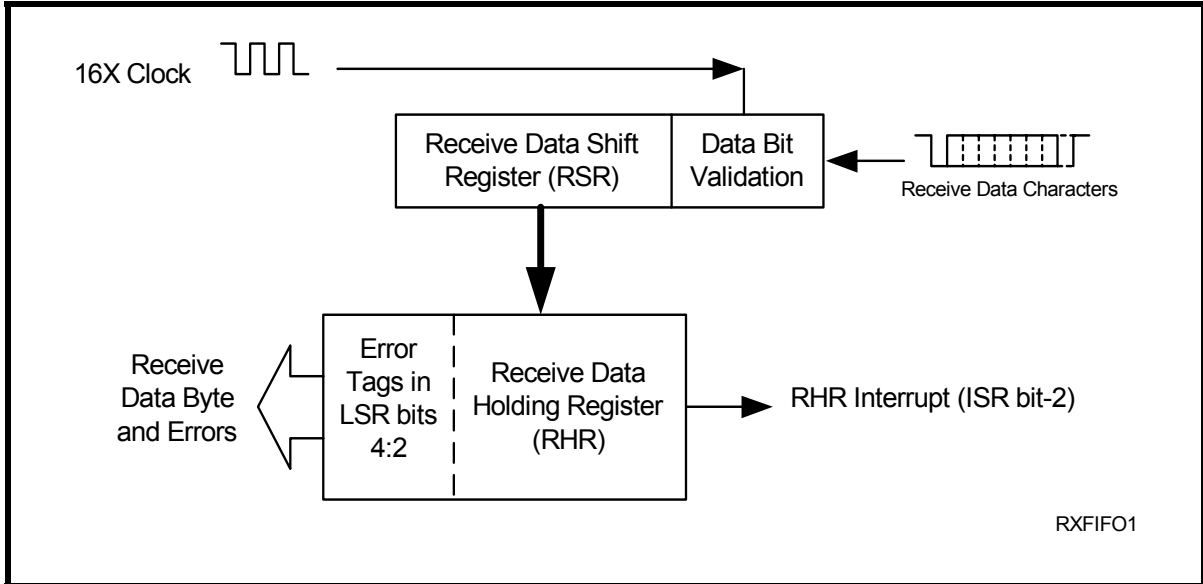 16X Clock
Receive Data Shift
Register (RSR)
Data Bit
Validation
Receive Data Characters
Receive
Data Byte
and Errors
Error
Tags in
LSR bits
4:2
Receive Data
Holding Register
(RHR)
RHR Interrupt (ISR bit-2)
RXFIFO1